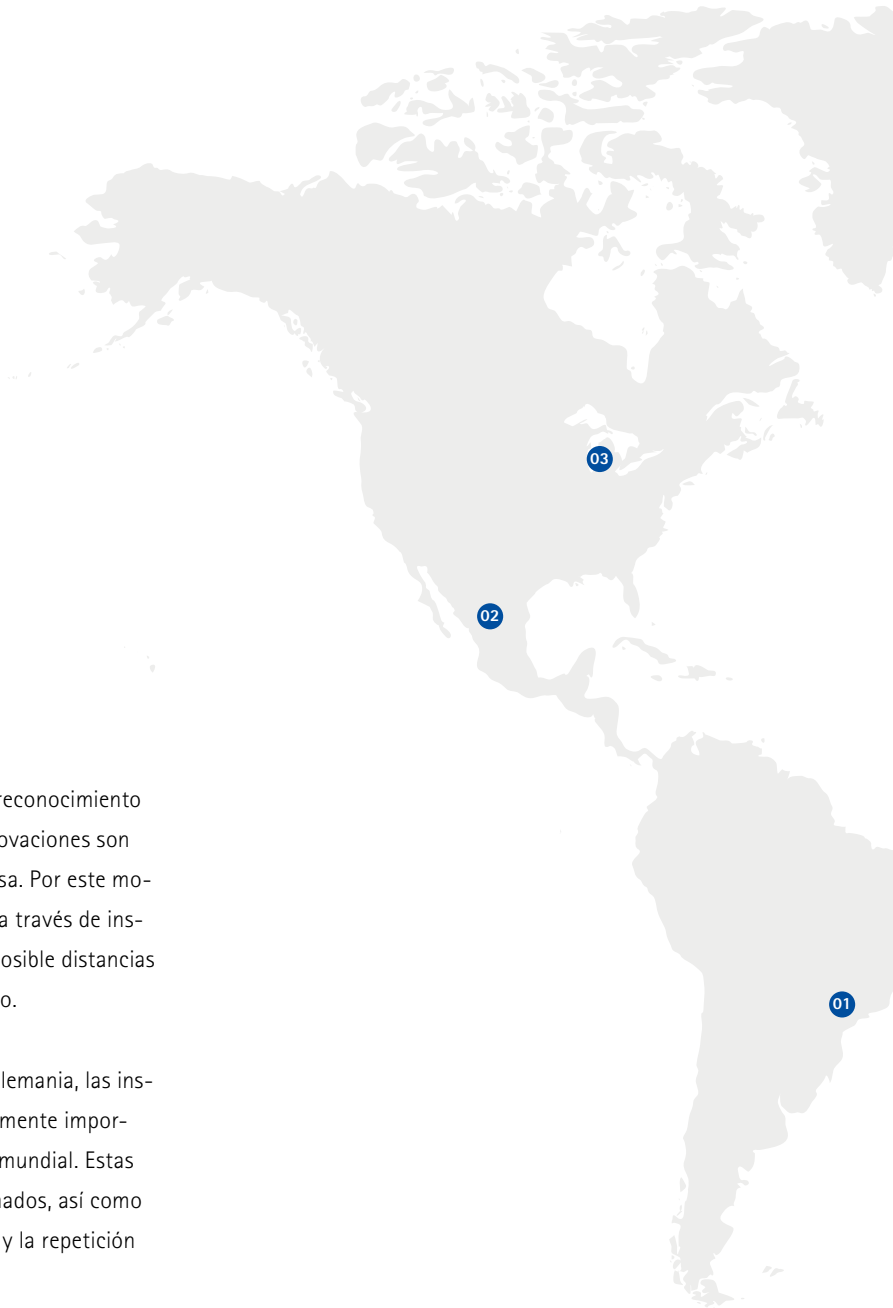 03
02
reconocimiento
ovaciones son
sa. Por este mo-
a través de ins-
osible distancias
o.
01
lemania, las ins-
mente impor-
mundial. Estas
nados, así como
y la repetición